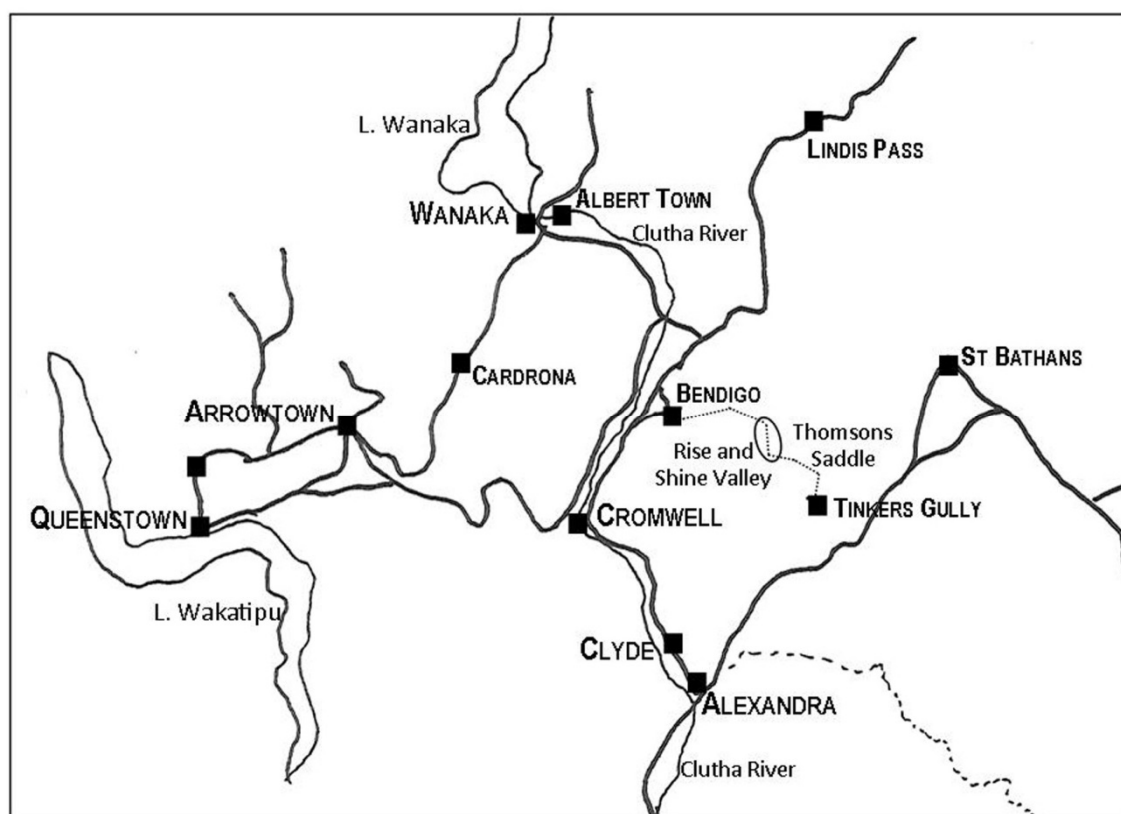 L. Wanaka
LINDIS PASS
ALBERT TOWN
WANAKA
Clutha River
CARDRONA
ST BATHANS
BENDIGO
ARROWTOWN
Rise and
Shine Valley
Thomsons
Saddle
TINKERS GULLY
QUEENSTOWN
CROMWELL
L. Wakatipu
CLYDE
ALEXANDRA
Clutha River